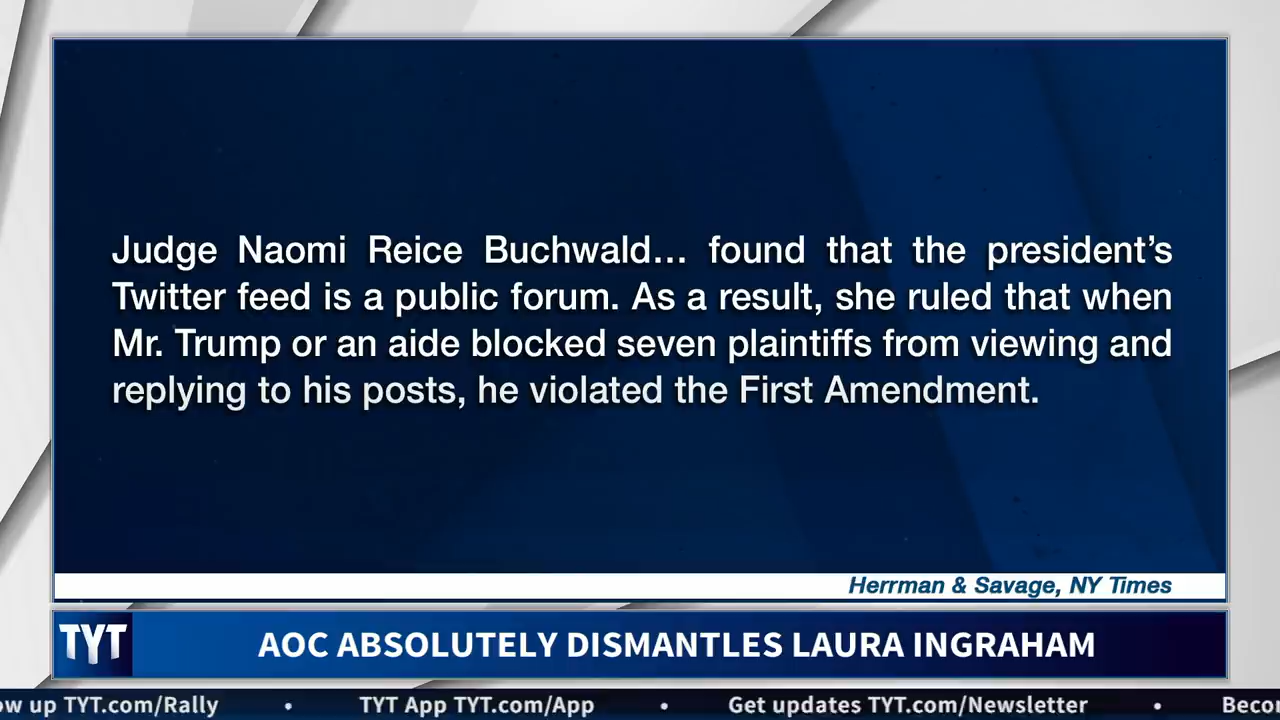 Judge Naomi Reice Buchwald... found that the president’s
Twitter feed is a public forum. As a result, she ruled that when
Mr. Trump or an aide blocked seven plaintiffs from viewing and
replying to his posts, he violated the First Amendment.
Herrman & Savage, NY Times
TYT AOC ABSOLUTELY DISMANTLES LAURA INGRAHAM
ow up TYT.com/Rally • TYT App TYT.com/App • Get updates TYT.com/Newsletter • Becor